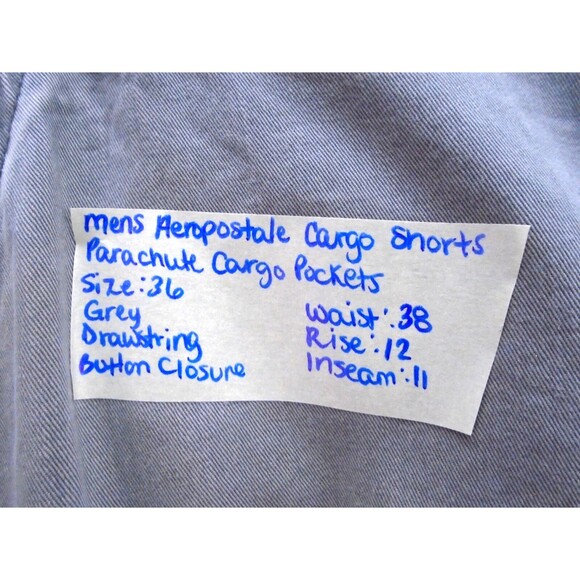 mens Aeropostale Cargo Shorts
Parachute Cargo Pockets
Size: 36
Grey
Drawstring
Button Closure
Waist: 38
Rise: 12
Inseam: 11